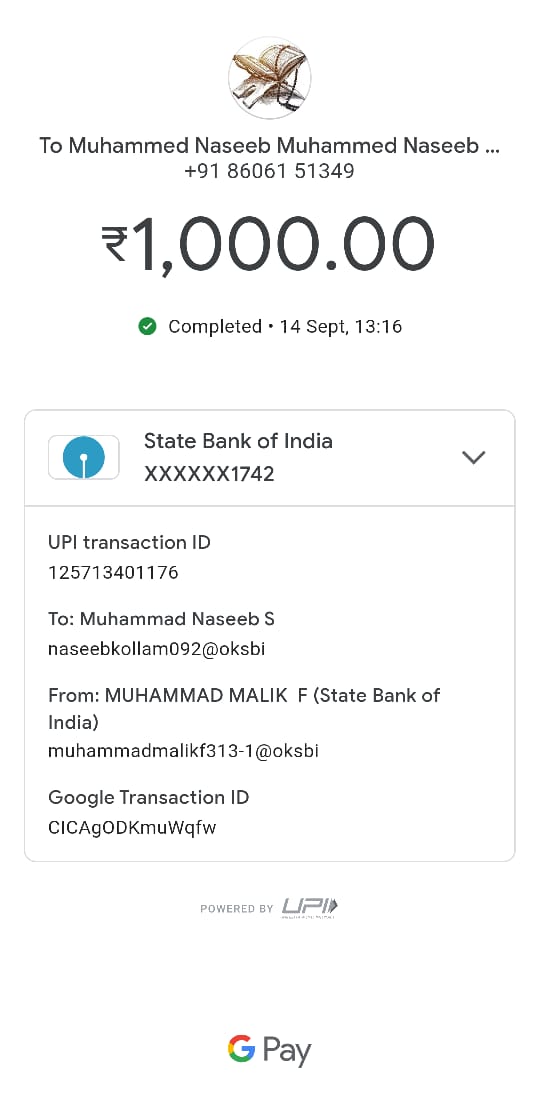 To Muhammed Naseeb Muhammed Naseeb ...
+91 86061 51349
₹1,000.00
Completed • 14 Sept, 13:16
State Bank of India
XXXXXX1742
UPI transaction ID
125713401176
To: Muhammad Naseeb S
naseebkollam092@oksbi
From: MUHAMMAD MALIK  F (State Bank of
India)
muhammadmalikf313-1@oksbi
Google Transaction ID
CICAgODKmuWqfw
POWERED BY UPI
G Pay